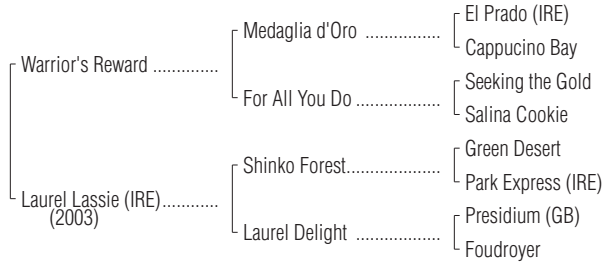 El Prado (IRE)
Medaglia d'Oro .................
Cappucino Bay
Warrior's Reward .............
Seeking the Gold
For All You Do ...................
Salina Cookie
Green Desert
Shinko Forest.....................
Park Express (IRE)
Laurel Lassie (IRE)............
(2003)
Presidium (GB)
Laurel Delight ...................
Foudroyer